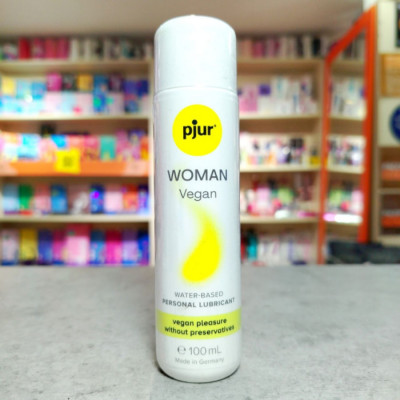 pjur®
WOMAN
Vegan
WATER-BASED
PERSONAL LUBRICANT
vegan pleasure
without preservatives
℮ 100 mL
Made in Germany